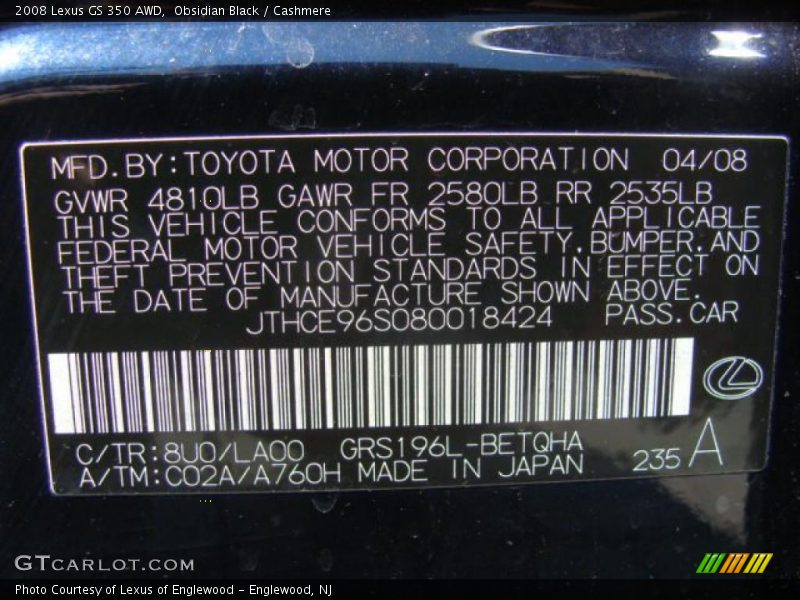 2008 Lexus GS 350 AWD, Obsidian Black / Cashmere
MFD.BY:TOYOTA MOTOR CORPORATION 04/08
GVWR 4810LB GAWR FR 2580LB RR 2535LB
THIS VEHICLE CONFORMS TO ALL APPLICABLE
FEDERAL MOTOR VEHICLE SAFETY,BUMPER,AND
THEFT PREVENTION STANDARDS IN EFFECT ON
THE DATE OF MANUFACTURE SHOWN ABOVE.
JTHCE96S080018424 PASS.CAR
C/TR:8U0/LA00 GRS196L-BETQHA
A/TM:C02A/A760H MADE IN JAPAN 235A
GTCARLOT.COM
Photo Courtesy of Lexus of Englewood - Englewood, NJ